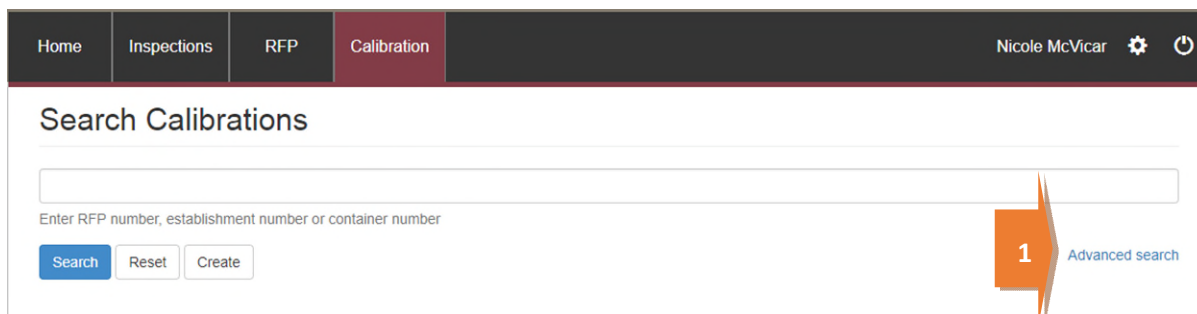 Home Inspections RFP Calibration Nicole McVicar
Search Calibrations
Enter RFP number, establishment number or container number
Search Reset Create 1 Advanced search